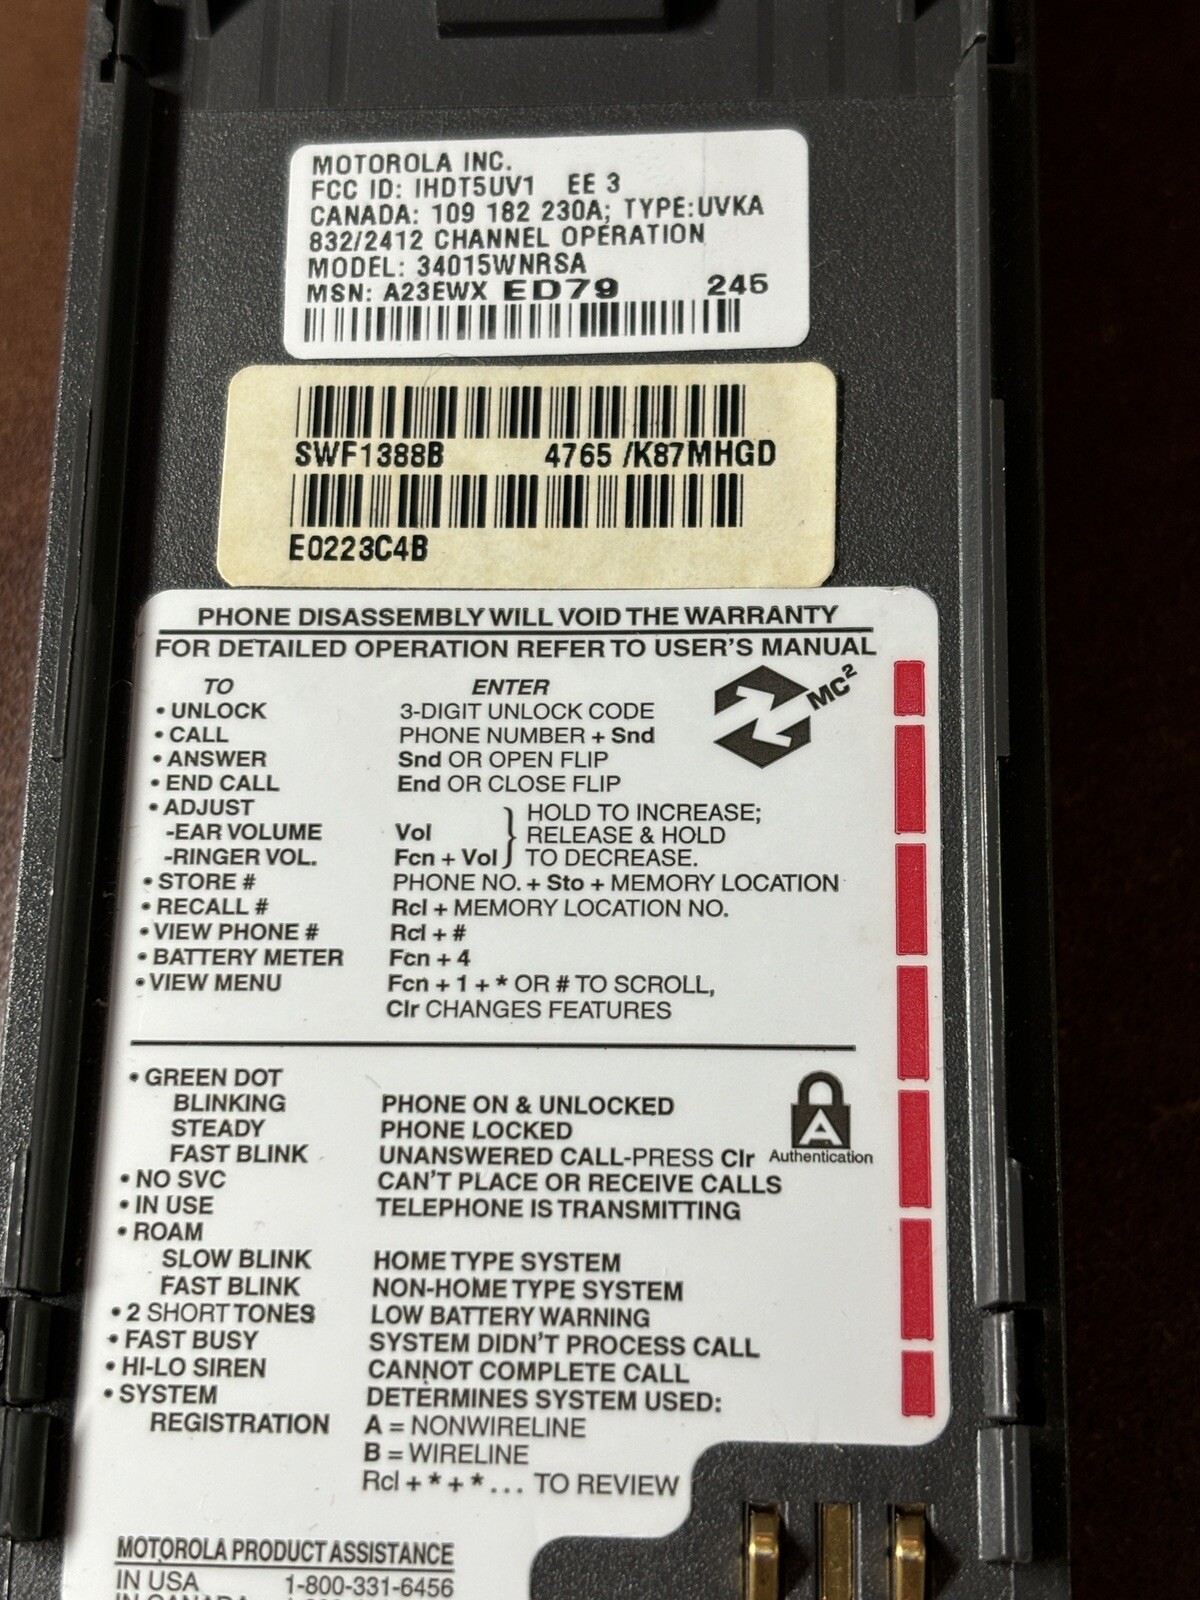 MOTOROLA INC.
FCC ID: IHDT5UV1 EE 3
CANADA: 109 182 230A; TYPE:UVKA
832/2412 CHANNEL OPERATION
MODEL: 34015WNRSA
MSN: A23EWX ED79 245
SWF1388B 4765 /K87MHGD
E0223C4B
PHONE DISASSEMBLY WILL VOID THE WARRANTY
FOR DETAILED OPERATION REFER TO USER'S MANUAL
TO ENTER
MC²
• UNLOCK 3-DIGIT UNLOCK CODE
• CALL PHONE NUMBER + Snd
• ANSWER Snd OR OPEN FLIP
• END CALL End OR CLOSE FLIP
• ADJUST HOLD TO INCREASE;
-EAR VOLUME Vol RELEASE & HOLD
-RINGER VOL. Fcn + Vol TO DECREASE.
• STORE # PHONE NO. + Sto + MEMORY LOCATION
• RECALL # Rcl + MEMORY LOCATION NO.
• VIEW PHONE # Rcl + #
• BATTERY METER Fcn + 4
• VIEW MENU Fcn + 1 + * OR # TO SCROLL,
Clr CHANGES FEATURES
• GREEN DOT
BLINKING PHONE ON & UNLOCKED
STEADY PHONE LOCKED
A
FAST BLINK UNANSWERED CALL-PRESS Clr Authentication
• NO SVC CAN'T PLACE OR RECEIVE CALLS
• IN USE TELEPHONE IS TRANSMITTING
• ROAM
SLOW BLINK HOME TYPE SYSTEM
FAST BLINK NON-HOME TYPE SYSTEM
• 2 SHORT TONES LOW BATTERY WARNING
• FAST BUSY SYSTEM DIDN'T PROCESS CALL
• HI-LO SIREN CANNOT COMPLETE CALL
• SYSTEM DETERMINES SYSTEM USED:
REGISTRATION A = NONWIRELINE
B = WIRELINE
Rcl + * + * ... TO REVIEW
MOTOROLA PRODUCT ASSISTANCE
IN USA 1-800-331-6456
IN CANADA